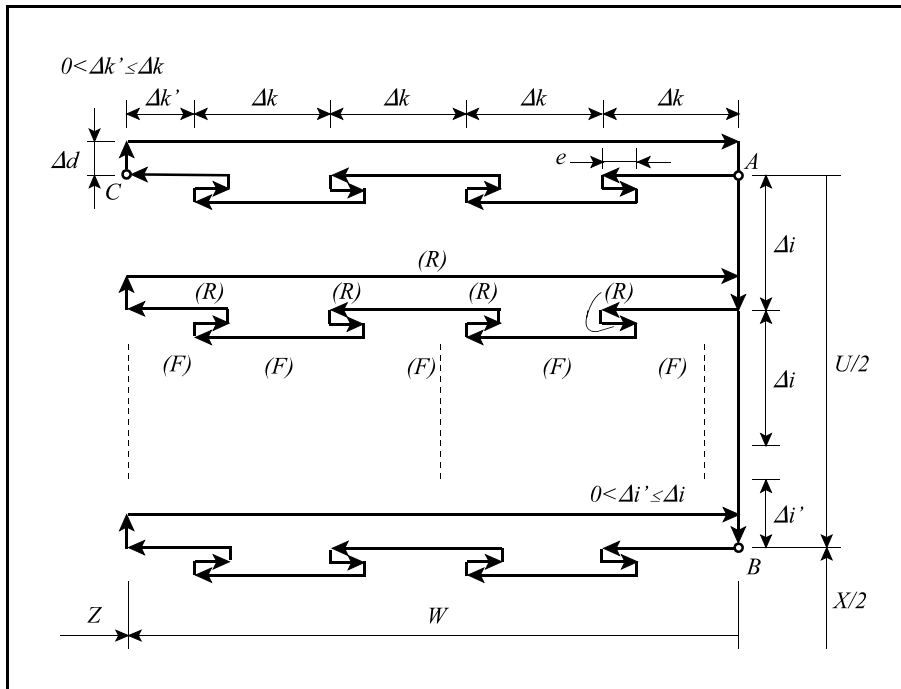 0<Δk’≤Δk
Δk’ Δk Δk Δk Δk
Δd e A
C
Δi
(R)
(R) (R) (R) (R)
(F) (F) (F) (F) (F) Δi U/2
0<Δi’≤Δi
Δi’
B
Z W X/2